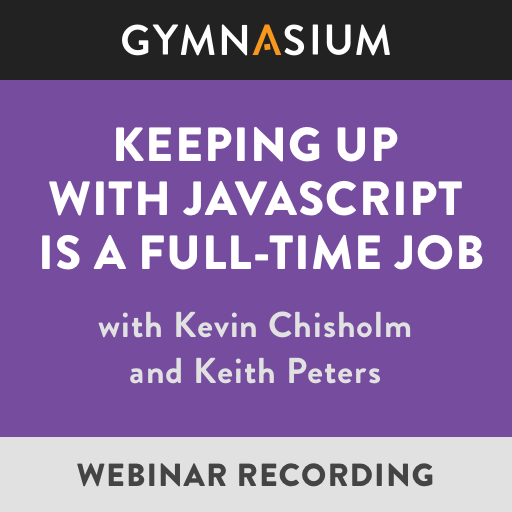 GYMNASIUM
KEEPING UP
WITH JAVASCRIPT
IS A FULL-TIME JOB
with Kevin Chisholm
and Keith Peters
WEBINAR RECORDING